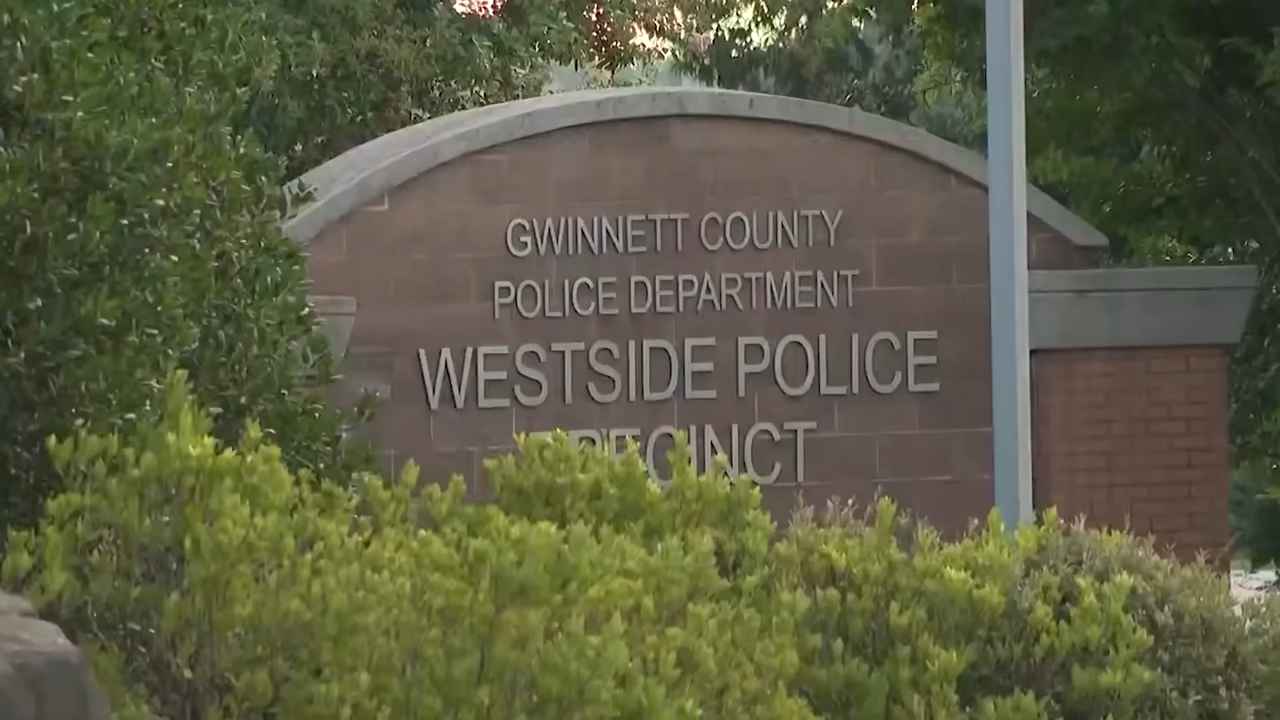 GWINNETT COUNTY
POLICE DEPARTMENT
WESTSIDE POLICE
PRECINCT